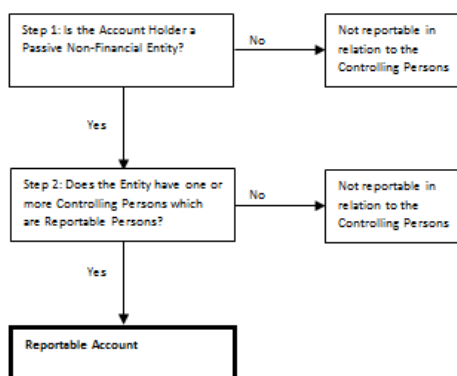 Step 1: Is the Account Holder a
Passive Non-Financial Entity?
No
Not reportable in
relation to the
Controlling Persons
Yes
Step 2: Does the Entity have one or
more Controlling Persons which
are Reportable Persons?
No
Not reportable in
relation to the
Controlling Persons
Yes
Reportable Account